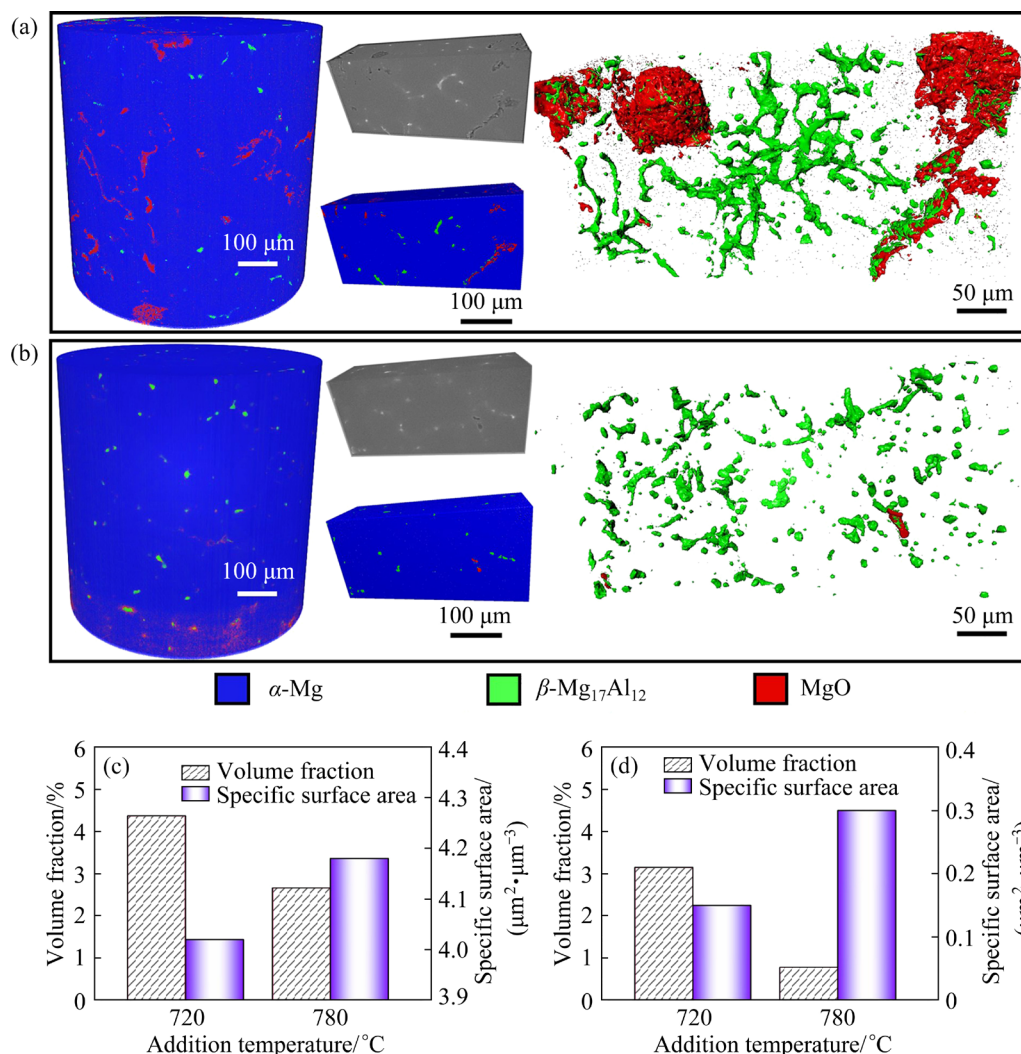 (a)
100 μm
100 μm
50 μm
(b)
100 μm
100 μm
50 μm
α-Mg
β-Mg₁₇Al₁₂
MgO
(c)
Volume fraction
Specific surface area
6
5
4
3
2
1
0
Volume fraction/%
4.4
4.3
4.2
4.1
4.0
3.9
Specific surface area/
(μm²•μm⁻³)
720
780
Addition temperature/°C
(d)
Volume fraction
Specific surface area
6
5
4
3
2
1
0
Volume fraction/%
0.4
0.3
0.2
0.1
0
Specific surface area/
720
780
Addition temperature/°C